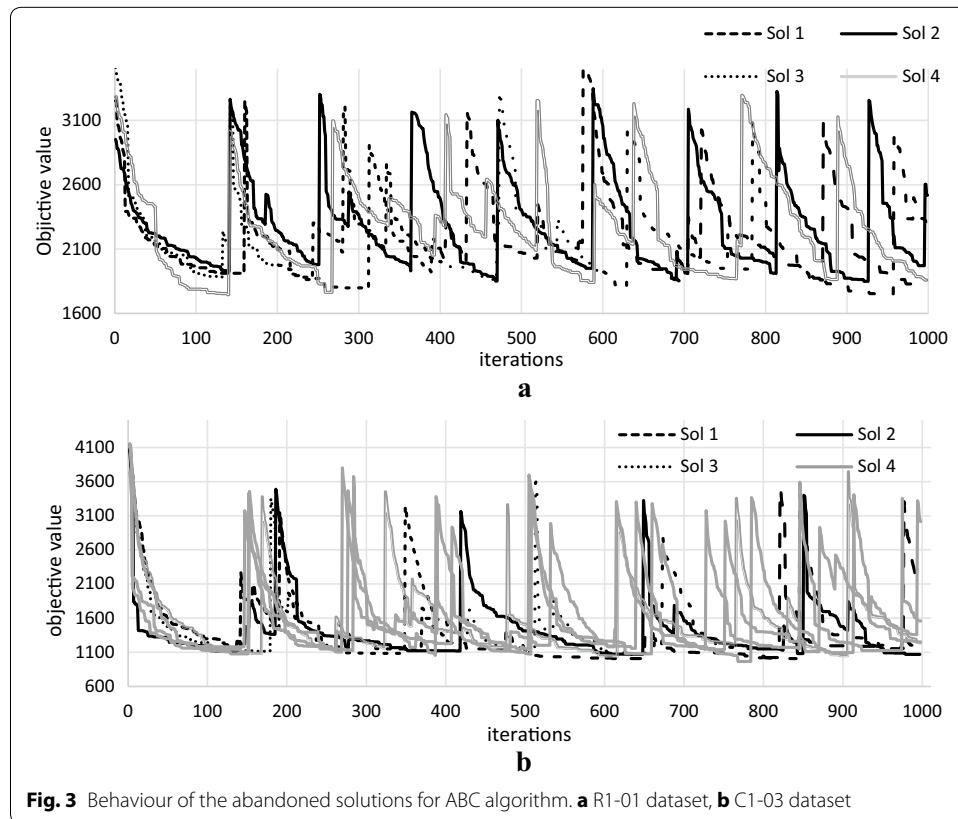 Sol 1 Sol 2
Sol 3 Sol 4
Objictive value
3100
2600
2100
1600
0 100 200 300 400 500 600 700 800 900 1000
iterations
a
Sol 1 Sol 2
Sol 3 Sol 4
objective value
4100
3600
3100
2600
2100
1600
1100
600
0 100 200 300 400 500 600 700 800 900 1000
iterations
b
Fig. 3 Behaviour of the abandoned solutions for ABC algorithm. a R1-01 dataset, b C1-03 dataset